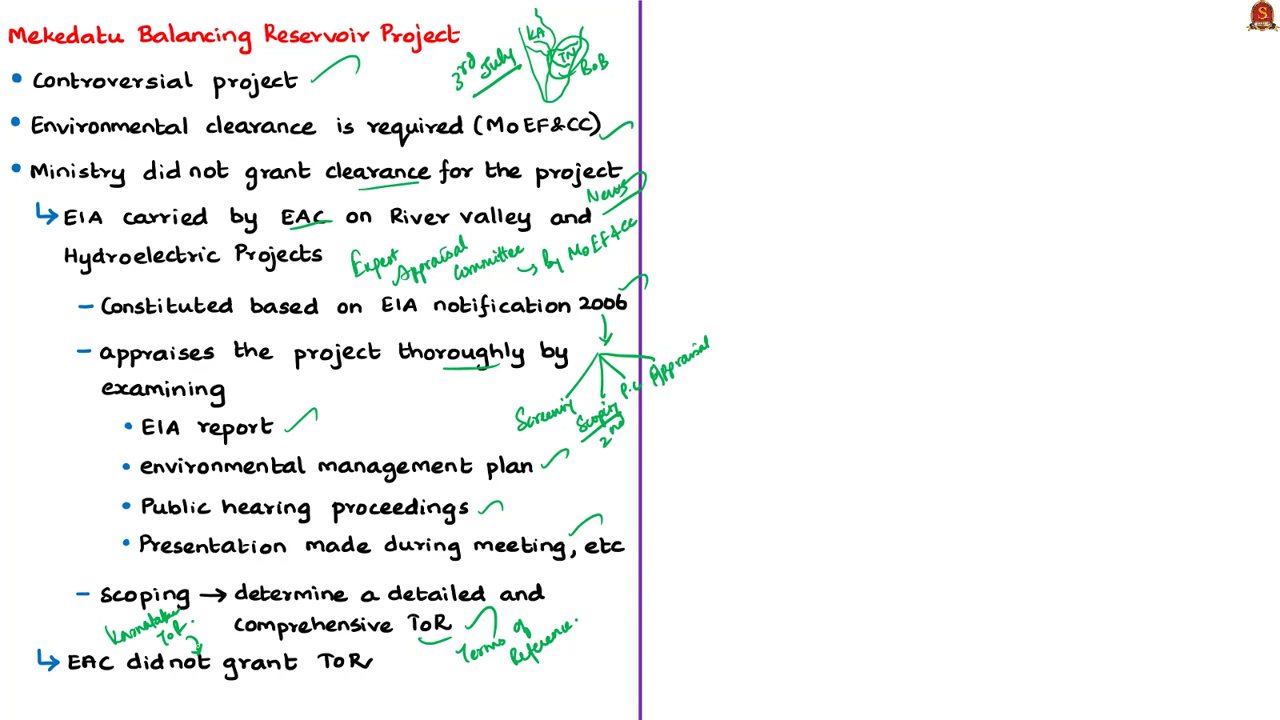 Mekedatu Balancing Reservoir Project
KA
TN
BoB
3rd July
• Controversial project
• Environmental clearance is required (MoEF&CC)
• Ministry did not grant clearance for the project
News
↳ EIA carried by EAC on River valley and
Hydroelectric Projects
Expert
Appraisal
Committee → by MoEF&CC
- Constituted based on EIA notification 2006
- appraises the project thoroughly by
examining
Screening
Scoping
2nd
P.C
Appraisal
• EIA report
• environmental management plan
• Public hearing proceedings
• Presentation made during meeting, etc
- Scoping → determine a detailed and
comprehensive ToR
Terms of
Reference.
Karnataka
ToR
↳ EAC did not grant ToR
S